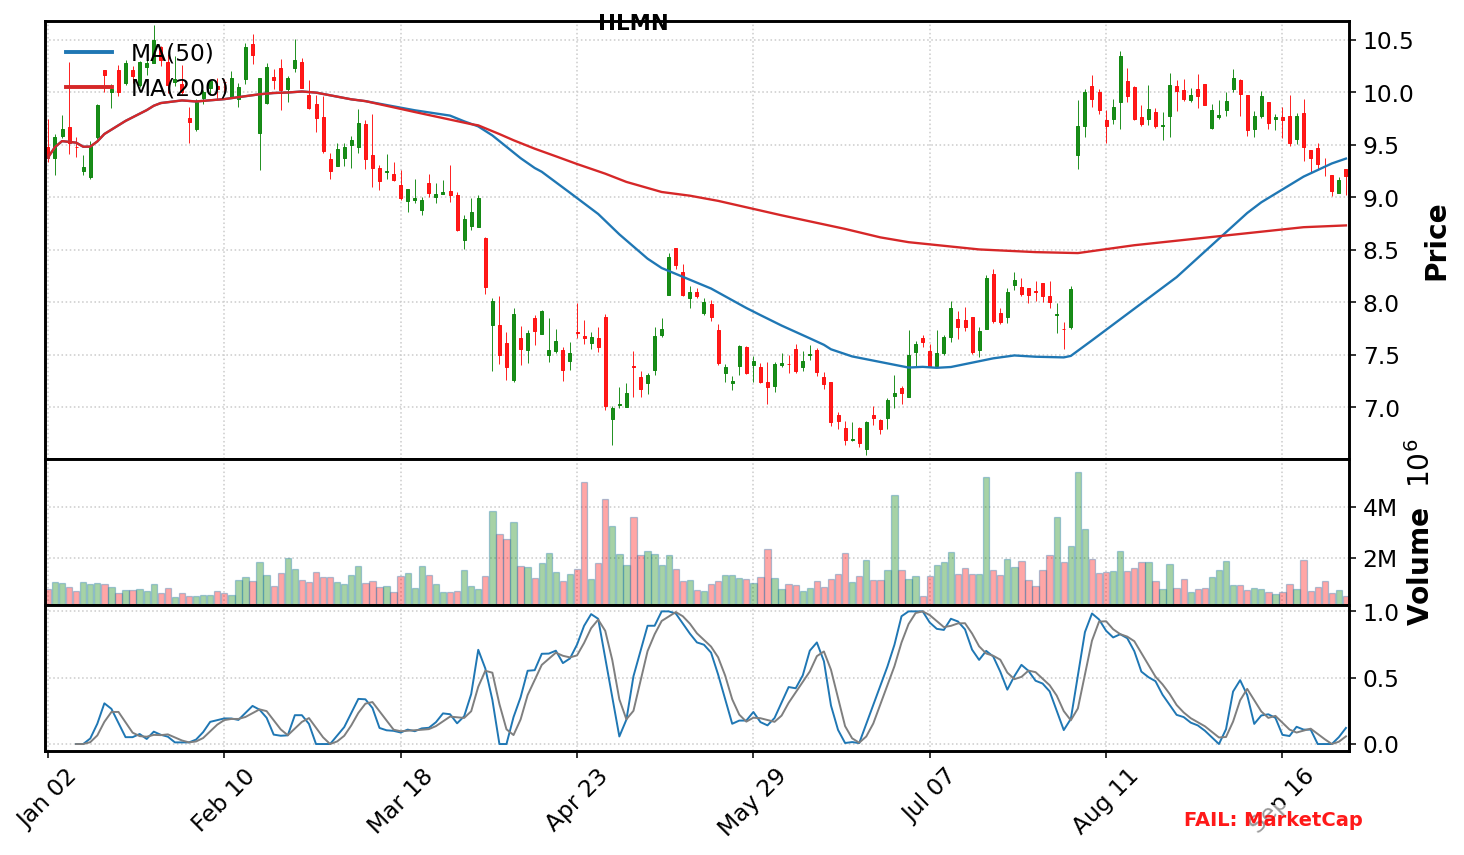 HLMN
MA(50)
MA(200)
10.5
10.0
9.5
9.0
8.5
8.0
7.5
7.0
Price
4M
2M
Volume 10^6
1.0
0.5
0.0
Jan 02
Feb 10
Mar 18
Apr 23
May 29
Jul 07
Aug 11
Sep 16
FAIL: MarketCap